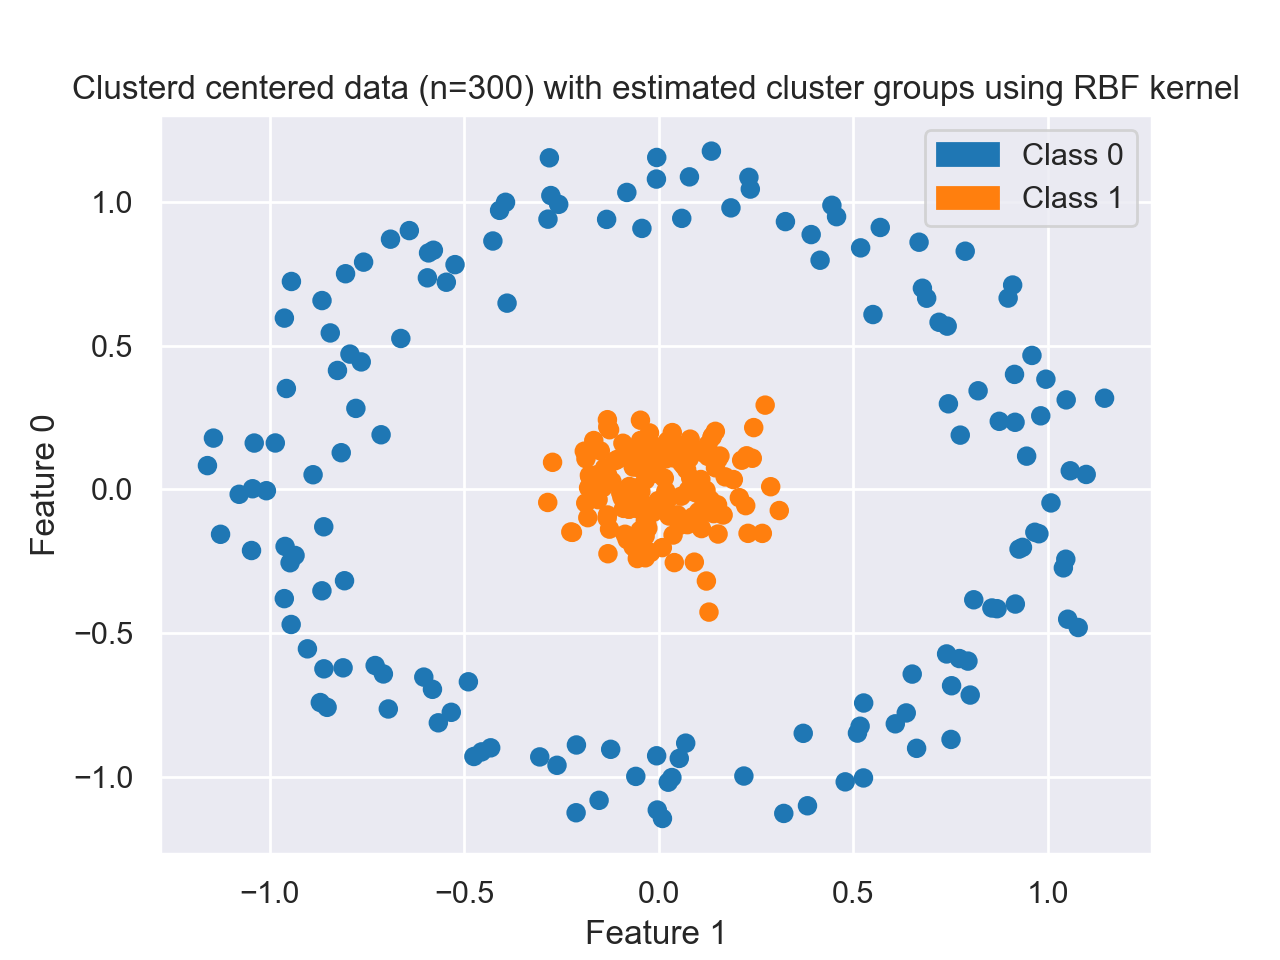 Clusterd centered data (n=300) with estimated cluster groups using RBF kernel
Class 0
Class 1
1.0
0.5
0.0
−0.5
−1.0
Feature 0
−1.0 −0.5 0.0 0.5 1.0
Feature 1